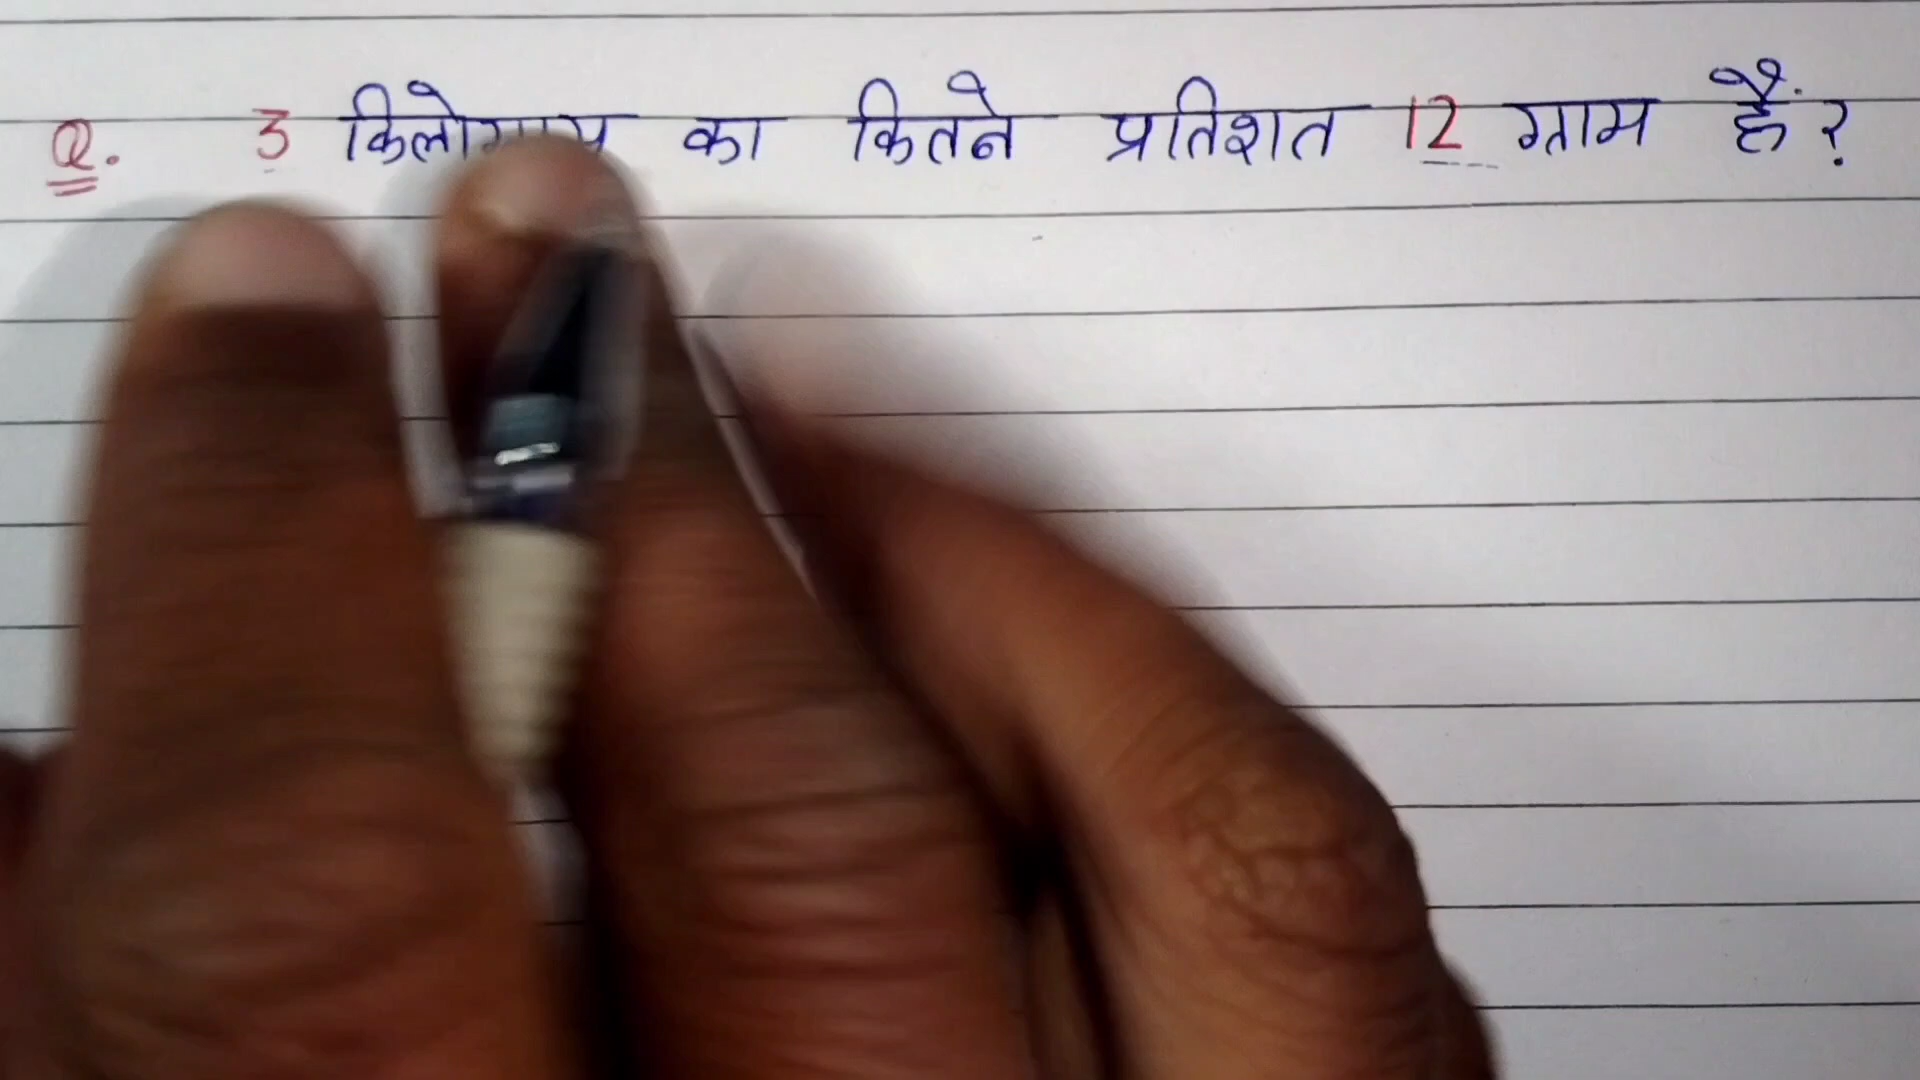 Q. 3 किलोग्राम का कितने प्रतिशत 12 ग्राम हैं?